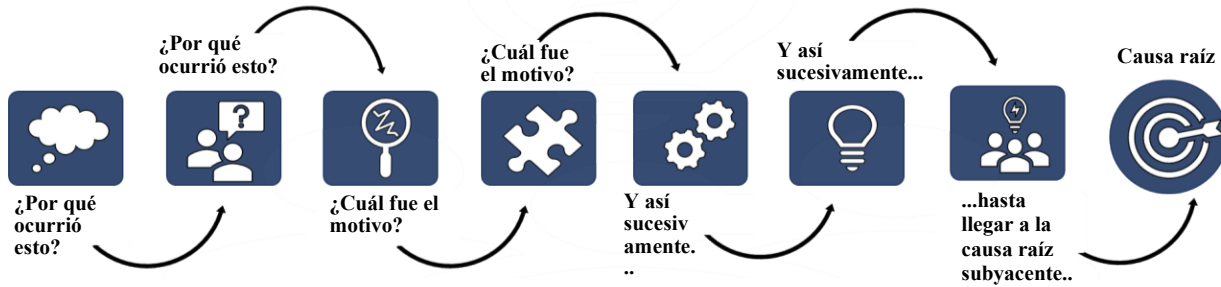 ¿Por qué
ocurrió
esto?
¿Por qué
ocurrió esto?
¿Cuál fue el
motivo?
¿Cuál fue
el motivo?
Y así
sucesiv
amente.
..
Y así
sucesivamente...
...hasta
llegar a la
causa raíz
subyacente..
Causa raíz
?